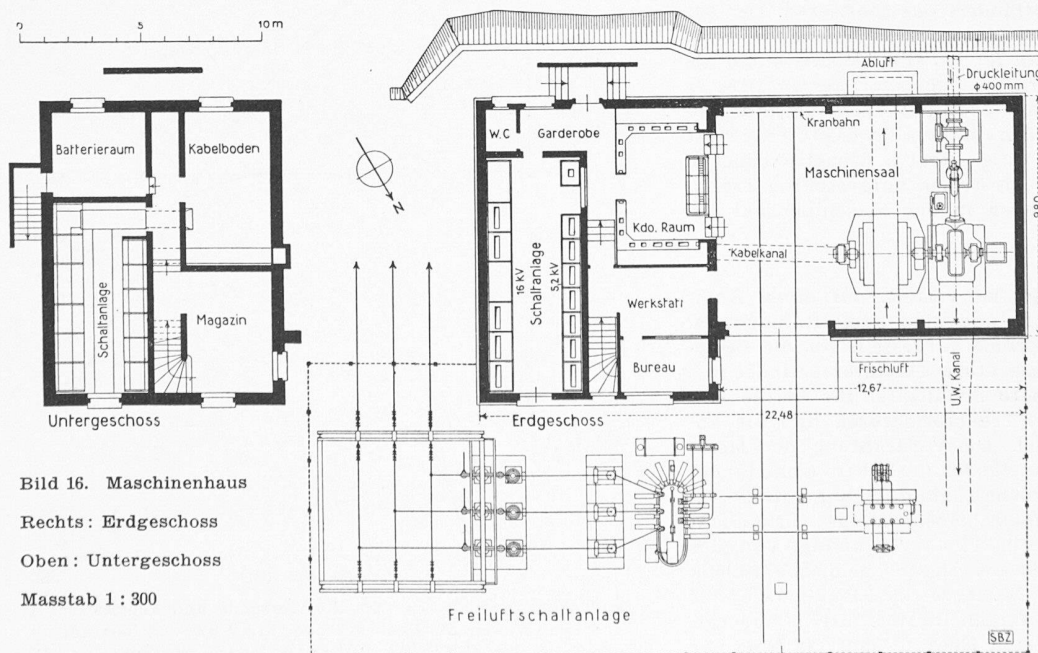 0 5 10 m
Batterieraum
Kabelboden
Schaltanlage
Magazin
Untergeschoss
Abluft
Druckleitung
ϕ 400 mm
W.C
Garderobe
Kranbahn
Maschinensaal
N
Kdo. Raum
16 kV
Schaltanlage
5,2 kV
Kabelkanal
980
Werkstatt
Bureau
Frischluft
U.W. Kanal
12,67
22,48
Erdgeschoss
Bild 16. Maschinenhaus
Rechts: Erdgeschoss
Oben: Untergeschoss
Masstab 1 : 300
Freiluftschaltanlage
SBZ